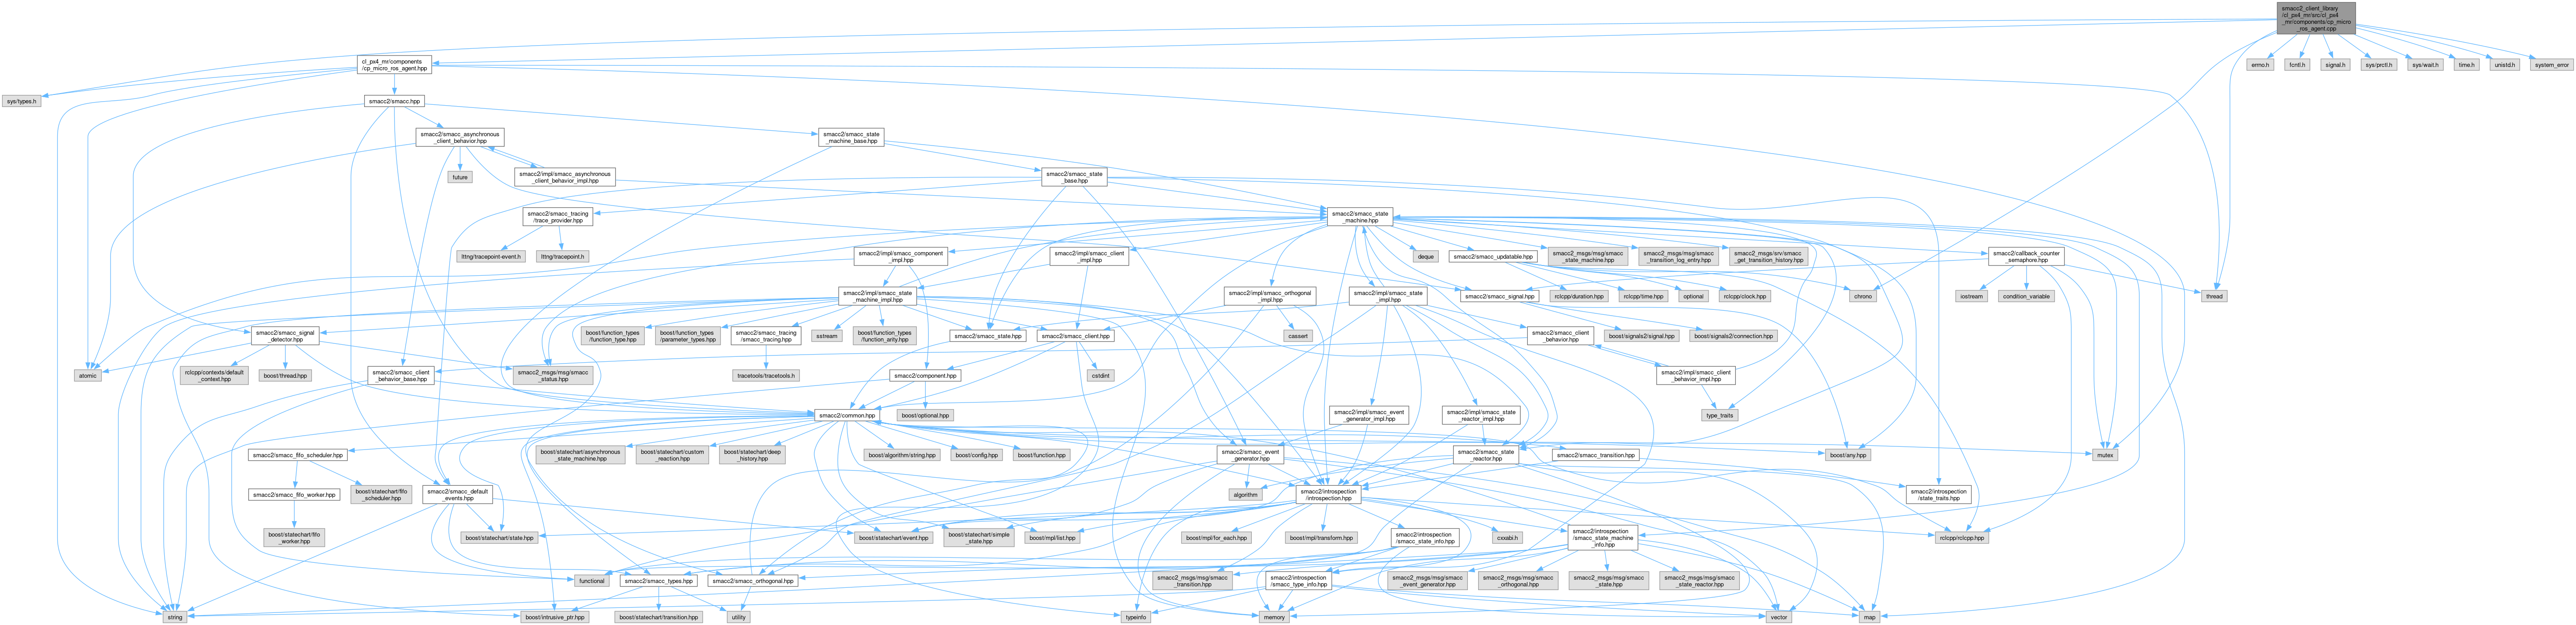 smacc2_client_library
/cl_px4_mr/src/cl_px4
_mr/components/cp_micro
_ros_agent.cpp
cl_px4_mr/components
/cp_micro_ros_agent.hpp
errno.h
fcntl.h
signal.h
sys/prctl.h
sys/wait.h
time.h
unistd.h
system_error
sys/types.h
smacc2/smacc.hpp
smacc2/smacc_asynchronous
_client_behavior.hpp
smacc2/smacc_state
_machine_base.hpp
future
smacc2/impl/smacc_asynchronous
_client_behavior_impl.hpp
smacc2/smacc_state
_base.hpp
smacc2/smacc_tracing
/trace_provider.hpp
smacc2/smacc_state
_machine.hpp
lttng/tracepoint-event.h
lttng/tracepoint.h
smacc2/impl/smacc_component
_impl.hpp
smacc2/impl/smacc_client
_impl.hpp
deque
smacc2/smacc_updatable.hpp
smacc2_msgs/msg/smacc
_state_machine.hpp
smacc2_msgs/msg/smacc
_transition_log_entry.hpp
smacc2_msgs/srv/smacc
_get_transition_history.hpp
smacc2/callback_counter
_semaphore.hpp
smacc2/impl/smacc_state
_machine_impl.hpp
smacc2/impl/smacc_orthogonal
_impl.hpp
smacc2/impl/smacc_state
_impl.hpp
smacc2/smacc_signal.hpp
rclcpp/duration.hpp
rclcpp/time.hpp
optional
rclcpp/clock.hpp
chrono
iostream
condition_variable
thread
smacc2/smacc_signal
_detector.hpp
boost/function_types
/function_type.hpp
boost/function_types
/parameter_types.hpp
smacc2/smacc_tracing
/smacc_tracing.hpp
sstream
boost/function_types
/function_arity.hpp
smacc2/smacc_state.hpp
smacc2/smacc_client.hpp
cassert
smacc2/smacc_client
_behavior.hpp
boost/signals2/signal.hpp
boost/signals2/connection.hpp
atomic
rclcpp/contexts/default
_context.hpp
boost/thread.hpp
smacc2/smacc_client
_behavior_base.hpp
smacc2_msgs/msg/smacc
_status.hpp
tracetools/tracetools.h
smacc2/component.hpp
cstdint
smacc2/impl/smacc_client
_behavior_impl.hpp
smacc2/common.hpp
boost/optional.hpp
smacc2/impl/smacc_event
_generator_impl.hpp
smacc2/impl/smacc_state
_reactor_impl.hpp
type_traits
smacc2/smacc_fifo_scheduler.hpp
boost/statechart/asynchronous
_state_machine.hpp
boost/statechart/custom
_reaction.hpp
boost/statechart/deep
_history.hpp
boost/algorithm/string.hpp
boost/config.hpp
boost/function.hpp
smacc2/smacc_event
_generator.hpp
smacc2/smacc_state
_reactor.hpp
smacc2/smacc_transition.hpp
boost/any.hpp
mutex
smacc2/smacc_fifo_worker.hpp
boost/statechart/fifo
_scheduler.hpp
smacc2/smacc_default
_events.hpp
algorithm
smacc2/introspection
/introspection.hpp
smacc2/introspection
/state_traits.hpp
boost/statechart/fifo
_worker.hpp
boost/statechart/state.hpp
boost/statechart/event.hpp
boost/statechart/simple
_state.hpp
boost/mpl/list.hpp
boost/mpl/for_each.hpp
boost/mpl/transform.hpp
smacc2/introspection
/smacc_state_info.hpp
cxxabi.h
smacc2/introspection
/smacc_state_machine
_info.hpp
rclcpp/rclcpp.hpp
functional
smacc2/smacc_types.hpp
smacc2/smacc_orthogonal.hpp
smacc2_msgs/msg/smacc
_transition.hpp
smacc2/introspection
/smacc_type_info.hpp
smacc2_msgs/msg/smacc
_event_generator.hpp
smacc2_msgs/msg/smacc
_orthogonal.hpp
smacc2_msgs/msg/smacc
_state.hpp
smacc2_msgs/msg/smacc
_state_reactor.hpp
string
boost/intrusive_ptr.hpp
boost/statechart/transition.hpp
utility
typeinfo
memory
vector
map